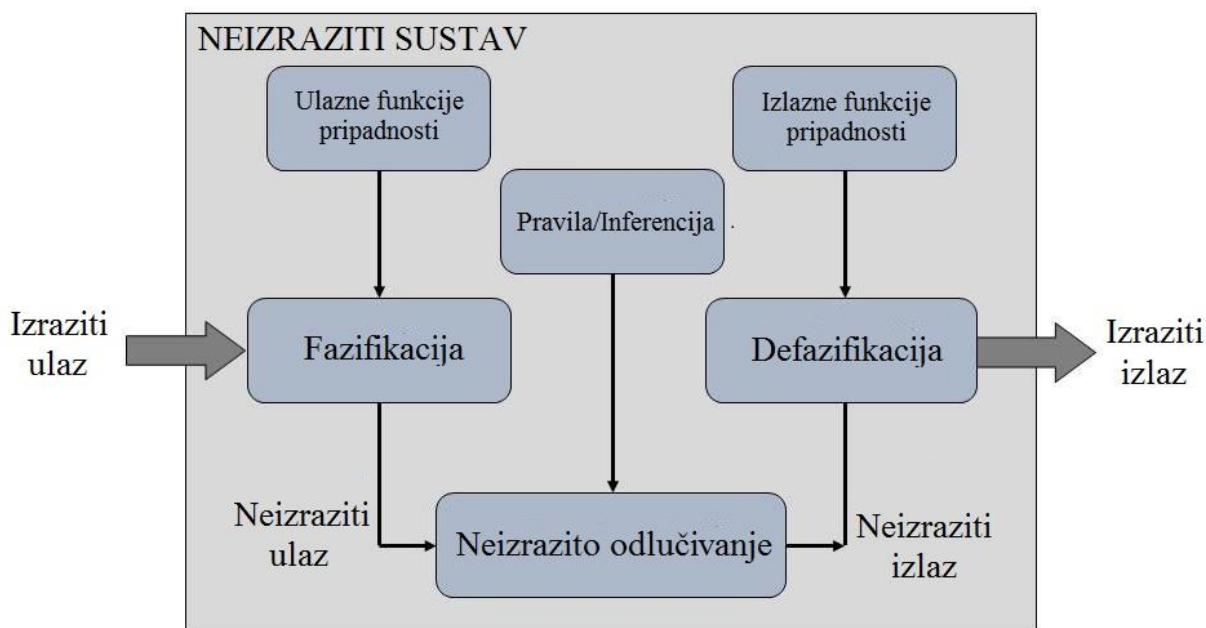 NEIZRAZITI SUSTAV
Ulazne funkcije
pripadnosti
Izlazne funkcije
pripadnosti
Pravila/Inferencija
Izraziti
ulaz
Fazifikacija
Defazifikacija
Izraziti
izlaz
Neizraziti
ulaz
Neizrazito odlučivanje
Neizraziti
izlaz